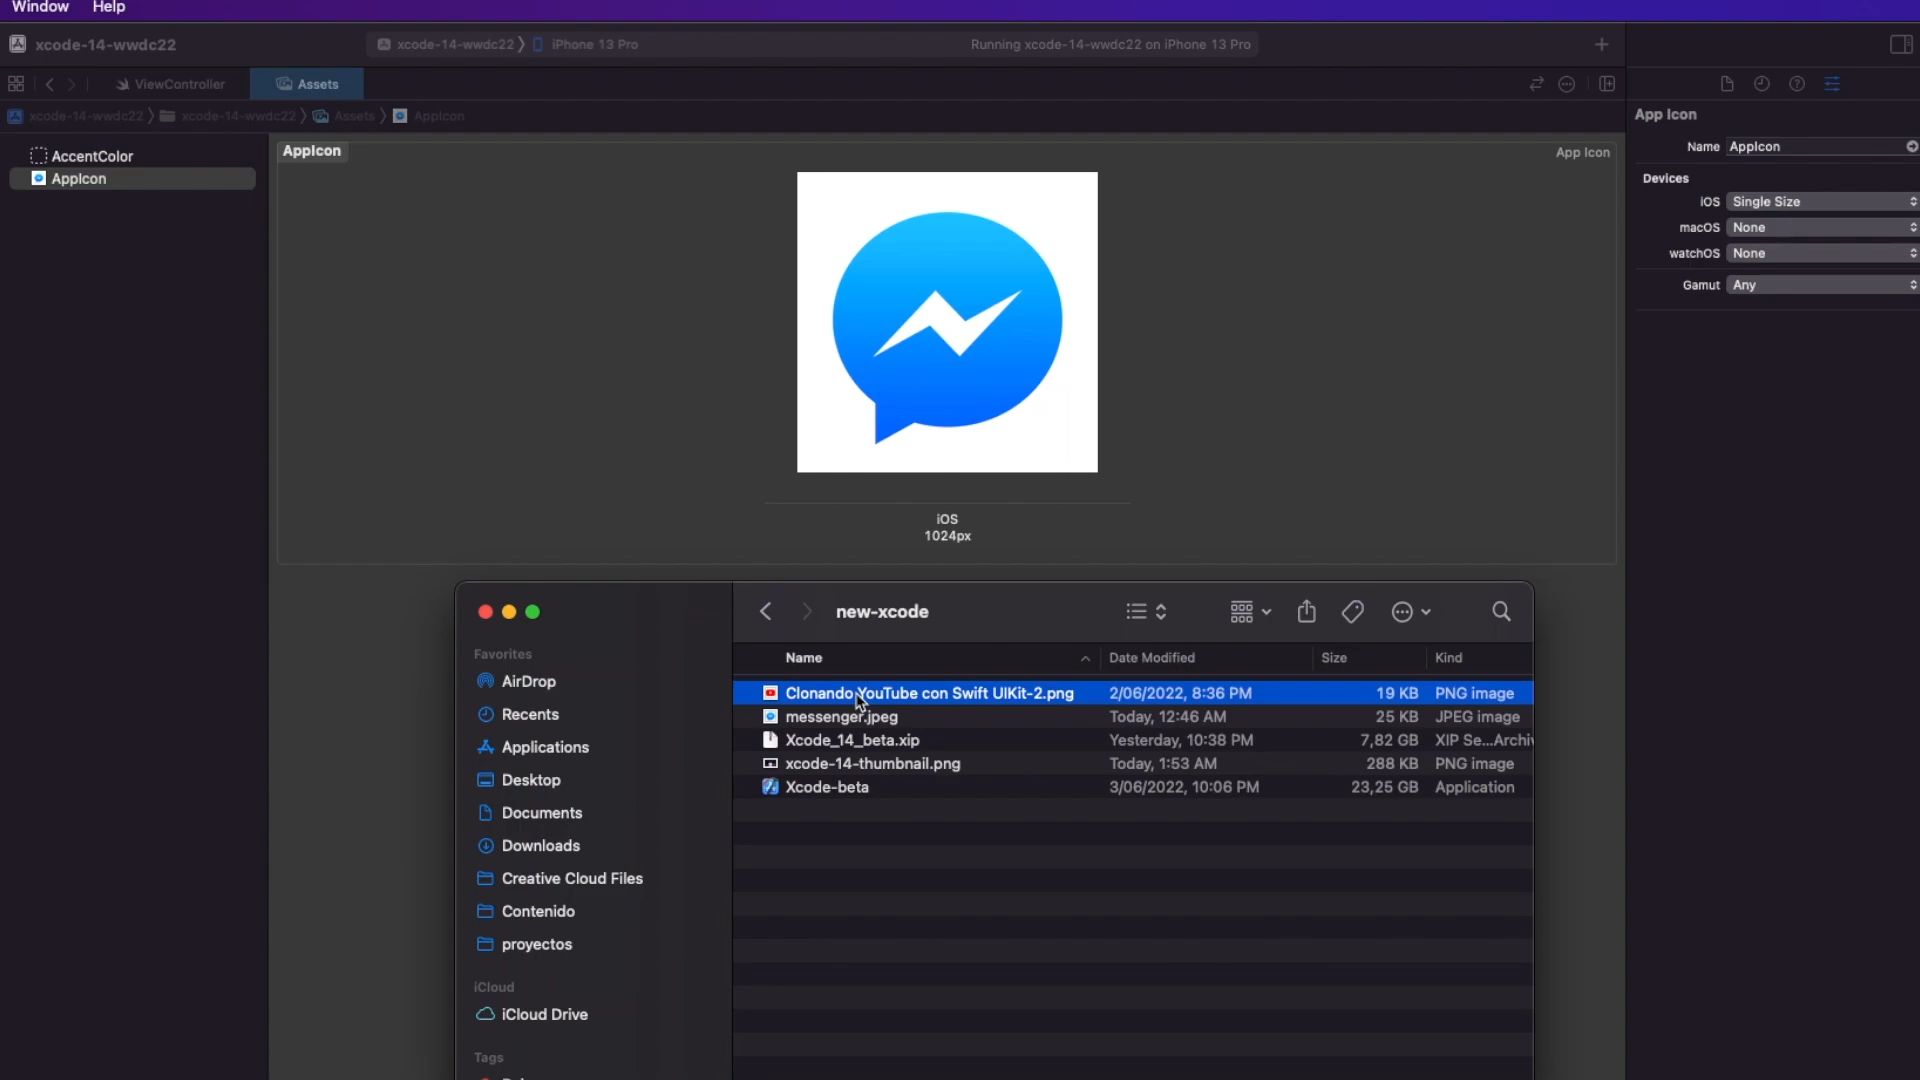 Window Help
xcode-14-wwdc22
xcode-14-wwdc22 iPhone 13 Pro
Running xcode-14-wwdc22 on iPhone 13 Pro
ViewController
Assets
xcode-14-wwdc22
xcode-14-wwdc22
Assets
AppIcon
AccentColor
AppIcon
AppIcon
App Icon
iOS
1024px
App Icon
Name AppIcon
Devices
iOS Single Size
macOS None
watchOS None
Gamut Any
new-xcode
Favorites
AirDrop
Recents
Applications
Desktop
Documents
Downloads
Creative Cloud Files
Contenido
proyectos
iCloud
iCloud Drive
Tags
Name Date Modified Size Kind
Clonando YouTube con Swift UIKit-2.png 2/06/2022, 8:36 PM 19 KB PNG image
messenger.jpeg Today, 12:46 AM 25 KB JPEG image
Xcode_14_beta.xip Yesterday, 10:38 PM 7,82 GB XIP Se...Archi
xcode-14-thumbnail.png Today, 1:53 AM 288 KB PNG image
Xcode-beta 3/06/2022, 10:06 PM 23,25 GB Application